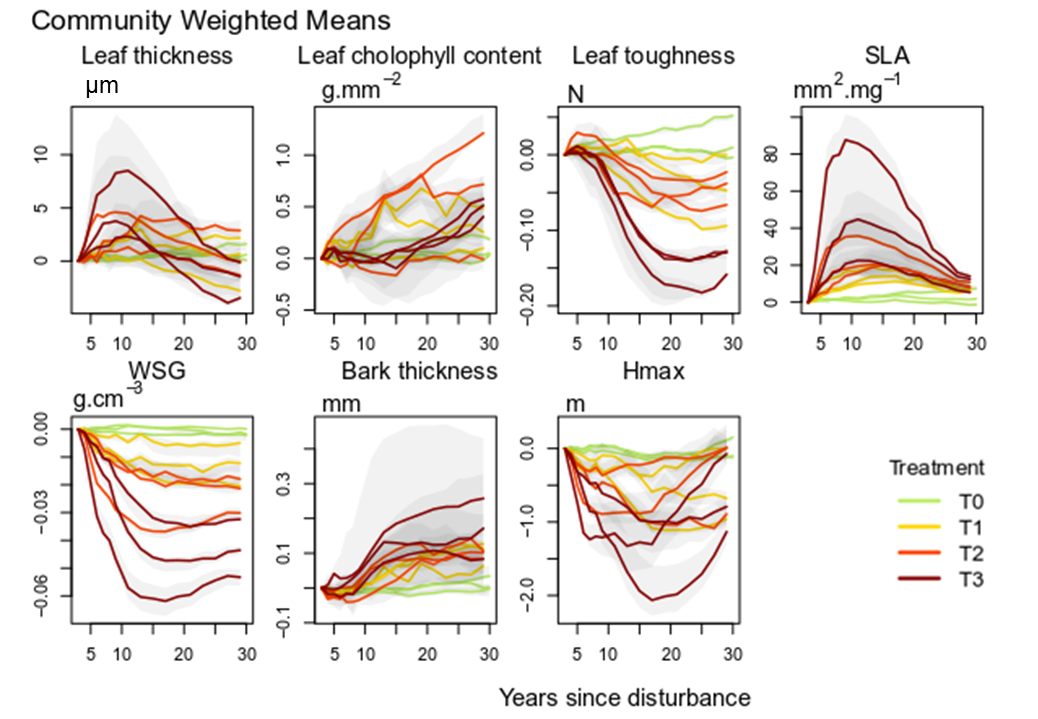 Community Weighted Means
Leaf thickness Leaf cholophyll content Leaf toughness SLA
µm g.mm⁻² N mm².mg⁻¹
10
5
0
5 10 20 30
1.0
0.5
0.0
−0.5
5 10 20 30
0.00
−0.10
−0.20
5 10 20 30
80
60
40
20
0
5 10 20 30
WSG Bark thickness Hmax
g.cm⁻³ mm m
0.00
−0.03
−0.06
5 10 20 30
0.3
0.1
−0.1
5 10 20 30
0.0
−1.0
−2.0
5 10 20 30
Treatment
T0
T1
T2
T3
Years since disturbance